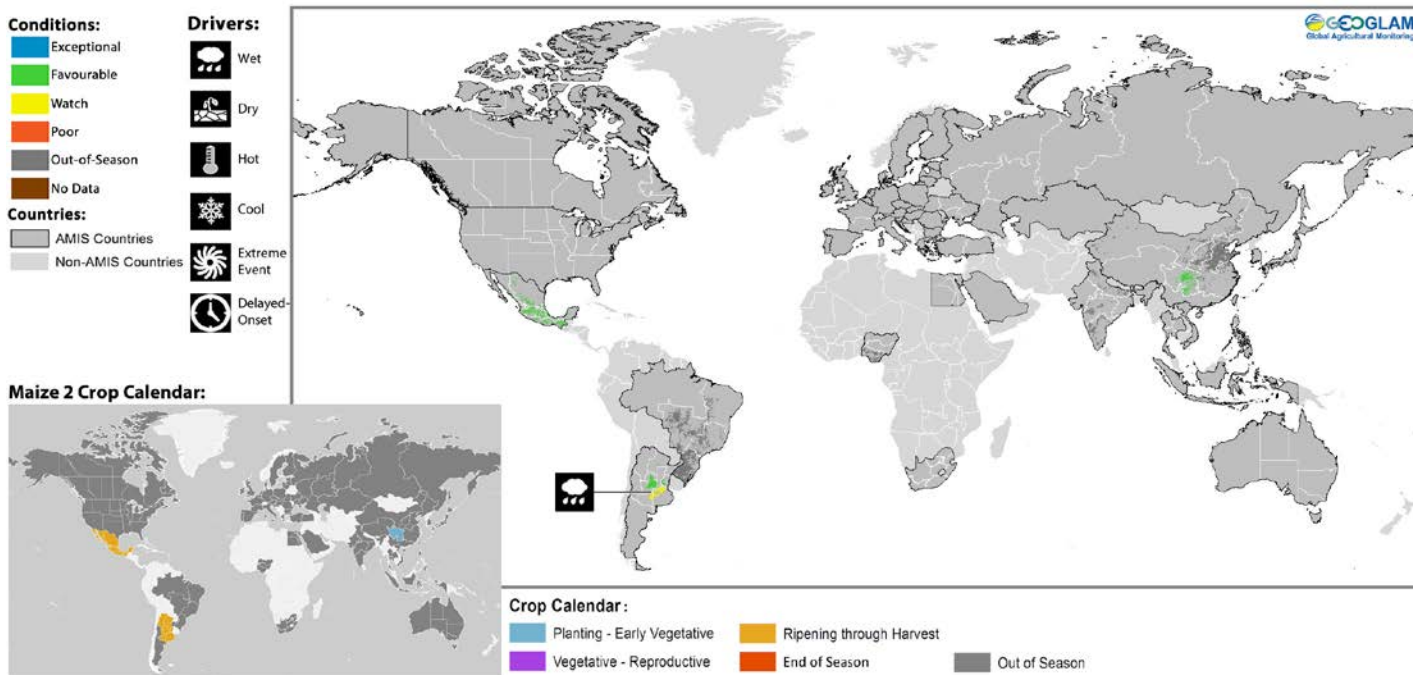 Conditions:
Exceptional
Favourable
Watch
Poor
Out-of-Season
No Data
Countries:
AMIS Countries
Non-AMIS Countries
Drivers:
Wet
Dry
Hot
Cool
Extreme
Event
Delayed-
Onset
GEOGLAM
Global Agricultural Monitoring
Maize 2 Crop Calendar:
Crop Calendar :
Planting - Early Vegetative
Vegetative - Reproductive
Ripening through Harvest
End of Season
Out of Season